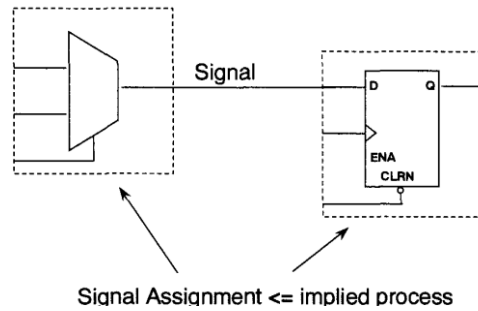 Signal
D Q
ENA
CLRN
Signal Assignment <= implied process